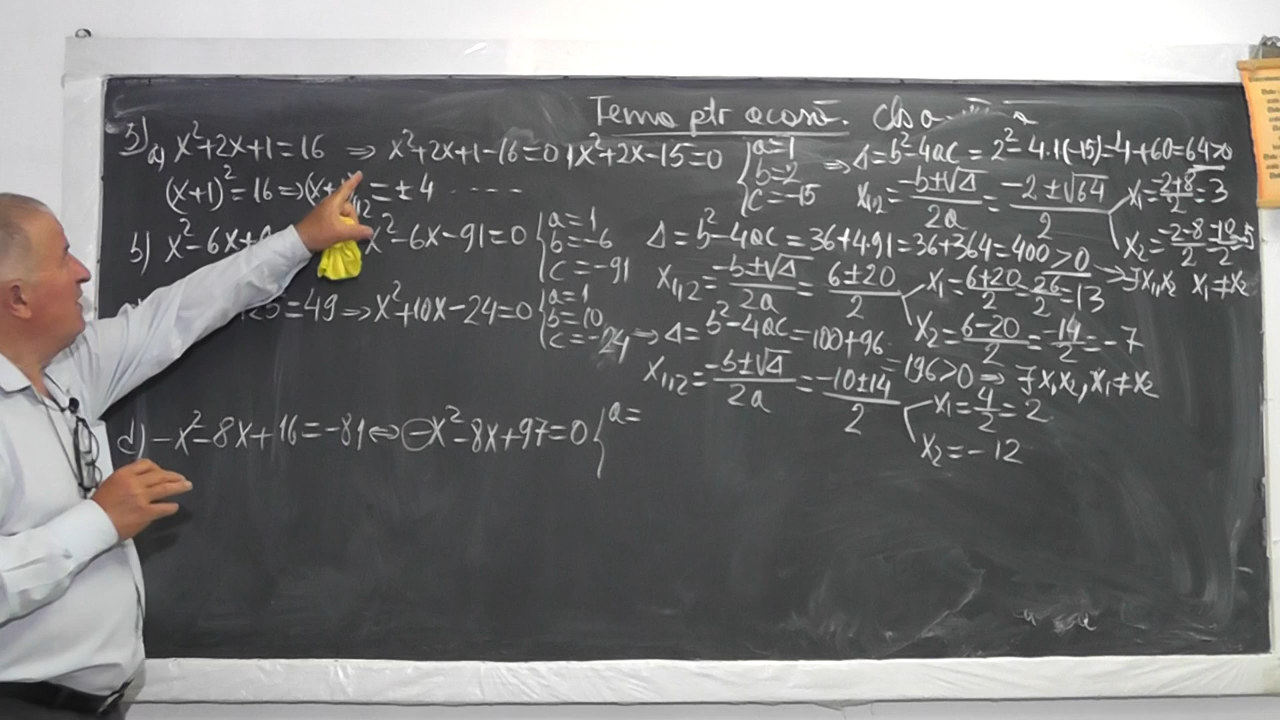 Temă ptr acasă. cls a
3) a) x²+2x+1=16 ⇒ x²+2x+1-16=0, x²+2x-15=0 { a=1 b=2 c=-15 ⇒ Δ=b²-4ac=2²-4·1(-15)=4+60=64>0
(x+1)²=16 ⇒ =±4 ----
x₁,₂=(-b±√Δ)/2a=(-2±√64)/2 x₁=(-2+8)/2=3
x₂=(-2-8)/2=-10/2=-5
b) x²-6x+ x²-6x-91=0 { a=1 b=-6 c=-91 Δ=b²-4ac=36+4·91=36+364=400>0 ⇒ ∃x₁,x₂ x₁≠x₂
x₁,₂=(-b±√Δ)/2a=(6±20)/2 x₁=(6+20)/2=26/2=13
x₂=(6-20)/2=-14/2=-7
=49 ⇒ x²+10x-24=0 { a=1 b=10 c=-24 ⇒ Δ=b²-4ac=100+96
=196>0 ⇒ ∃x₁,x₂, x₁≠x₂
x₁,₂=(-b±√Δ)/2a=(-10±14)/2 x₁=4/2=2
x₂=-12
d) -x²-8x+16=-81 ⇔ -x²-8x+97=0 { a=